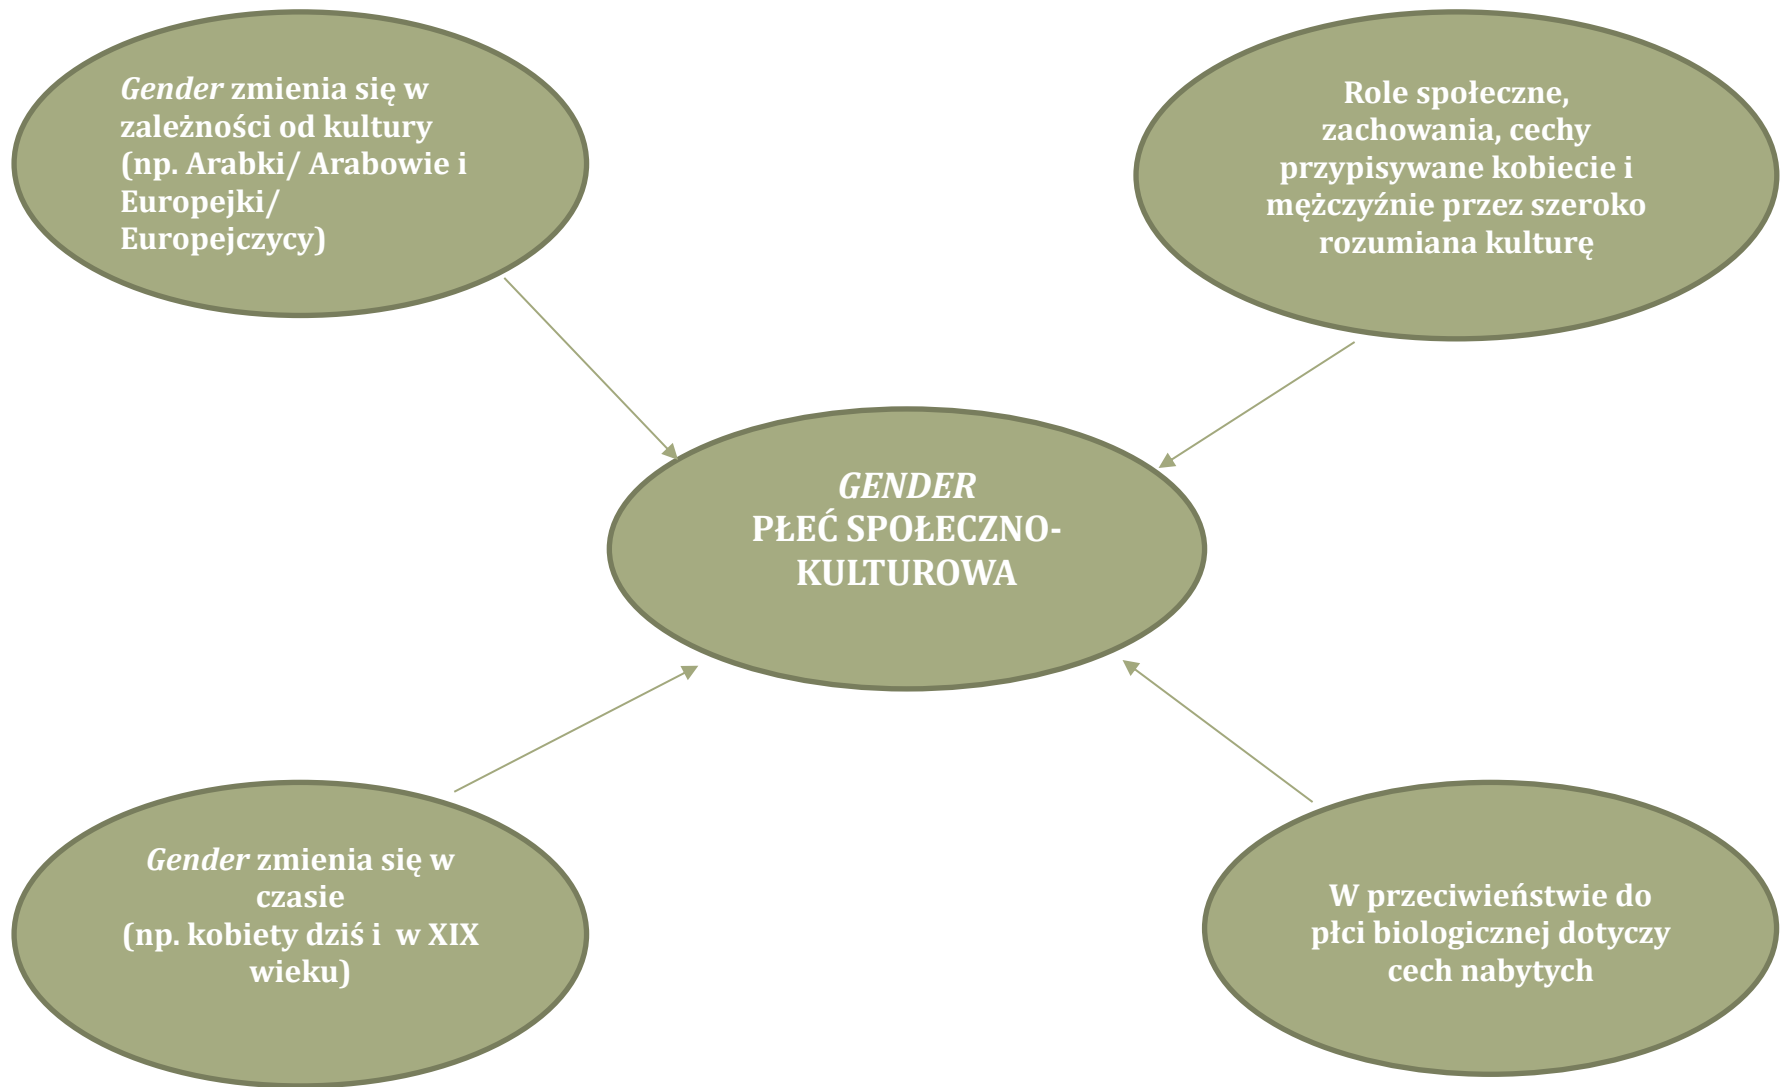 Gender zmienia się w
zależności od kultury
(np. Arabki/ Arabowie i
Europejki/
Europejczycy)
Role społeczne,
zachowania, cechy
przypisywane kobiecie i
mężczyźnie przez szeroko
rozumiana kulturę
GENDER
PŁEĆ SPOŁECZNO-
KULTUROWA
Gender zmienia się w
czasie
(np. kobiety dziś i  w XIX
wieku)
W przeciwieństwie do
płci biologicznej dotyczy
cech nabytych